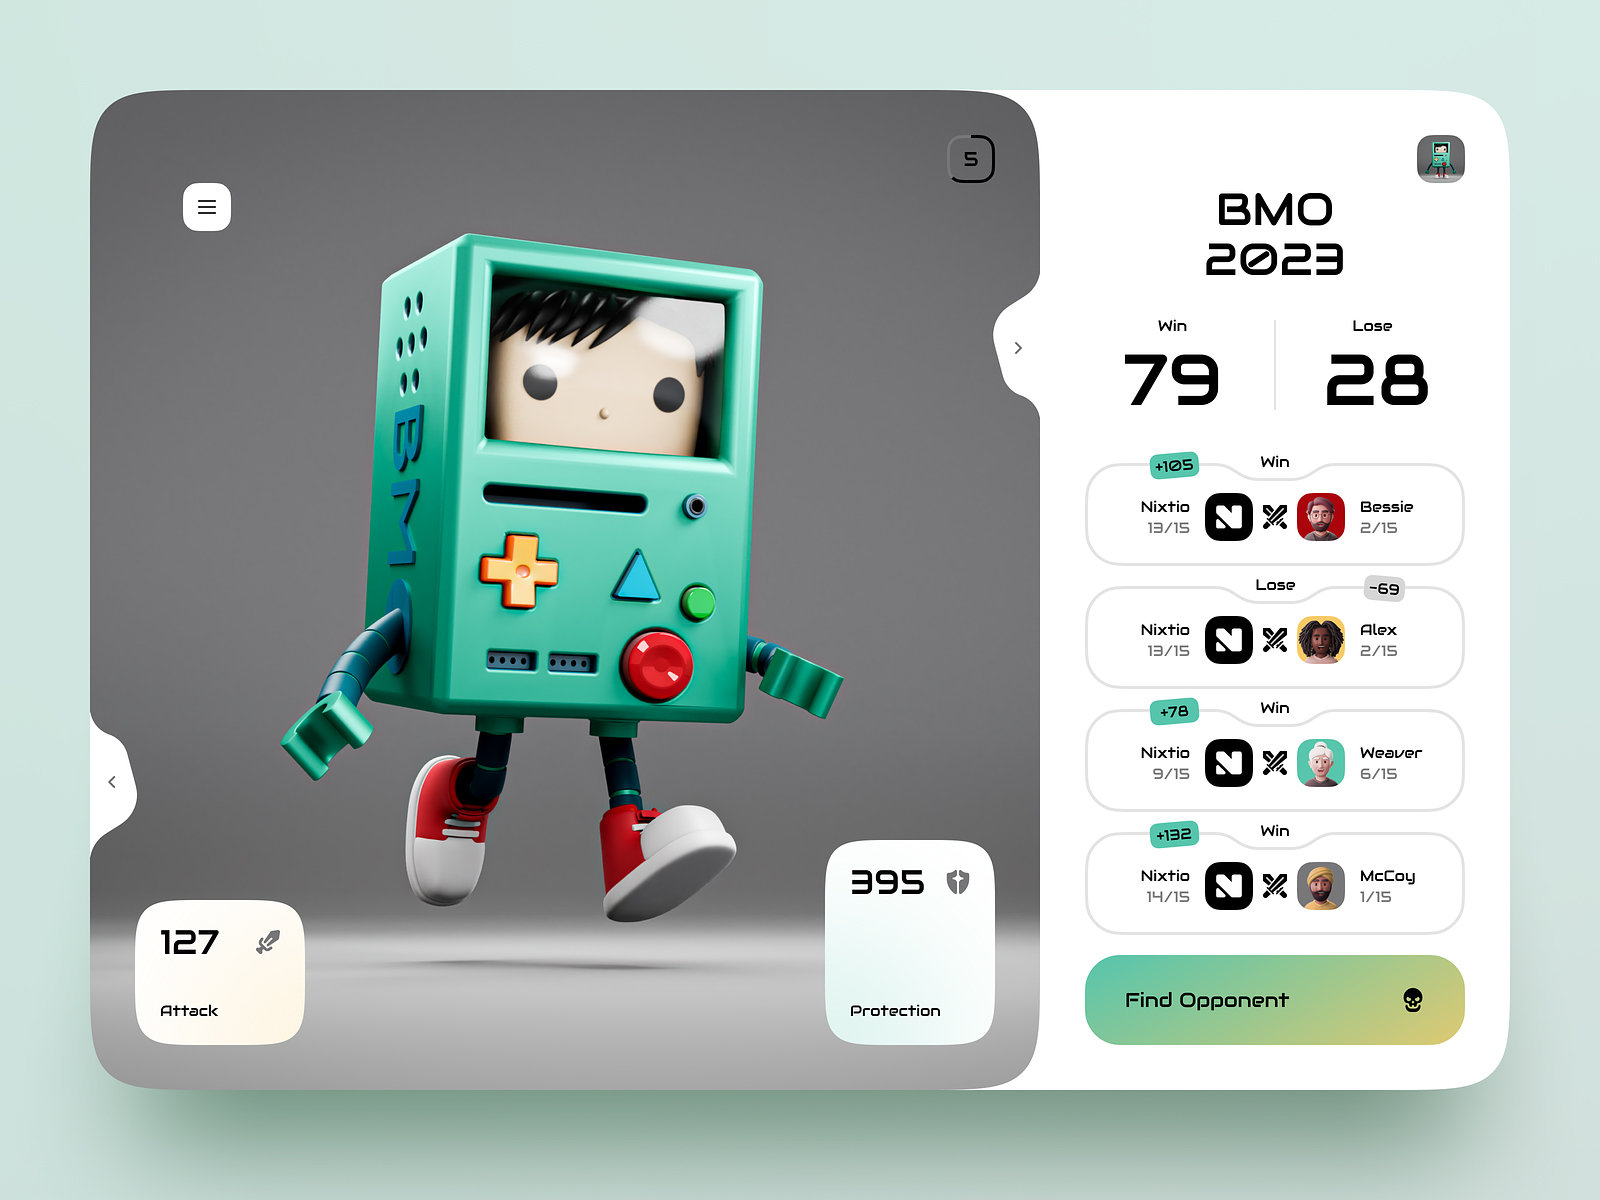 5
BMO
2023
Win
Lose
79
28
BM
+105
Win
Nixtio
13/15
N
Bessie
2/15
Lose
-69
Nixtio
13/15
N
Alex
2/15
+78
Win
Nixtio
9/15
N
Weaver
6/15
+132
Win
Nixtio
14/15
N
McCoy
1/15
395
Protection
127
Attack
Find Opponent